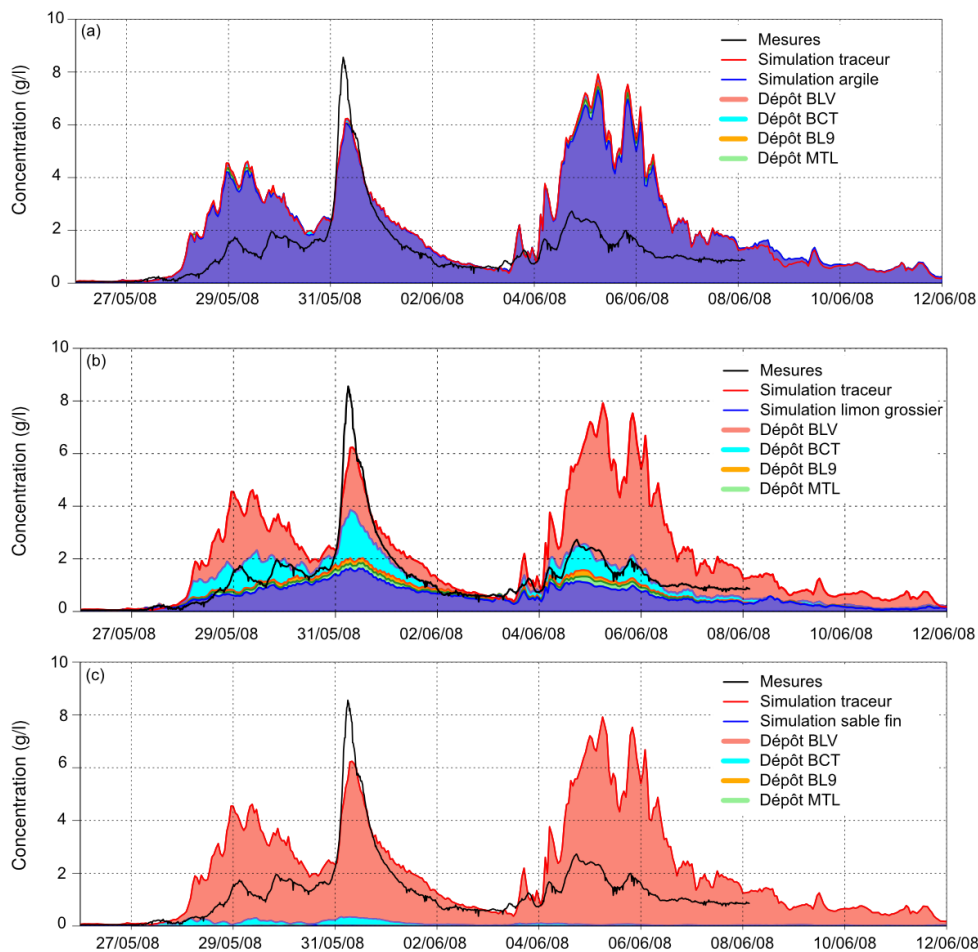 (a)
Concentration (g/l)
10
8
6
4
2
0
Mesures
Simulation traceur
Simulation argile
Dépôt BLV
Dépôt BCT
Dépôt BL9
Dépôt MTL
27/05/08 29/05/08 31/05/08 02/06/08 04/06/08 06/06/08 08/06/08 10/06/08 12/06/08
(b)
Concentration (g/l)
10
8
6
4
2
0
Mesures
Simulation traceur
Simulation limon grossier
Dépôt BLV
Dépôt BCT
Dépôt BL9
Dépôt MTL
27/05/08 29/05/08 31/05/08 02/06/08 04/06/08 06/06/08 08/06/08 10/06/08 12/06/08
(c)
Concentration (g/l)
10
8
6
4
2
0
Mesures
Simulation traceur
Simulation sable fin
Dépôt BLV
Dépôt BCT
Dépôt BL9
Dépôt MTL
27/05/08 29/05/08 31/05/08 02/06/08 04/06/08 06/06/08 08/06/08 10/06/08 12/06/08